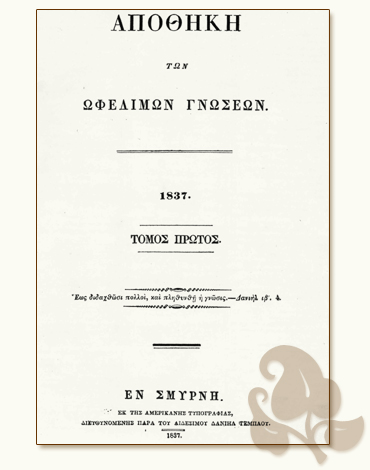 ΑΠΟΘΗΚΗ
ΤΩΝ
ΩΦΕΛΙΜΩΝ ΓΝΩΣΕΩΝ.
1837.
ΤΟΜΟΣ ΠΡΩΤΟΣ.
Ἕως διδαχθῶσι πολλοὶ, καὶ πληθυνθῇ ἡ γνῶσις.—Δανιὴλ ιβ´. 4.
ΕΝ ΣΜΥΡΝΗ.
ΕΚ ΤΗΣ ΑΜΕΡΙΚΑΝΗΣ ΤΥΠΟΓΡΑΦΙΑΣ,
ΔΙΕΥΘΥΝΟΜΕΝΗΣ ΠΑΡΑ ΤΟΥ ΑΙΔΕΣΙΜΟΥ ΔΑΝΙΗΛ ΤΕΜΠΛΟΥ.
1837.